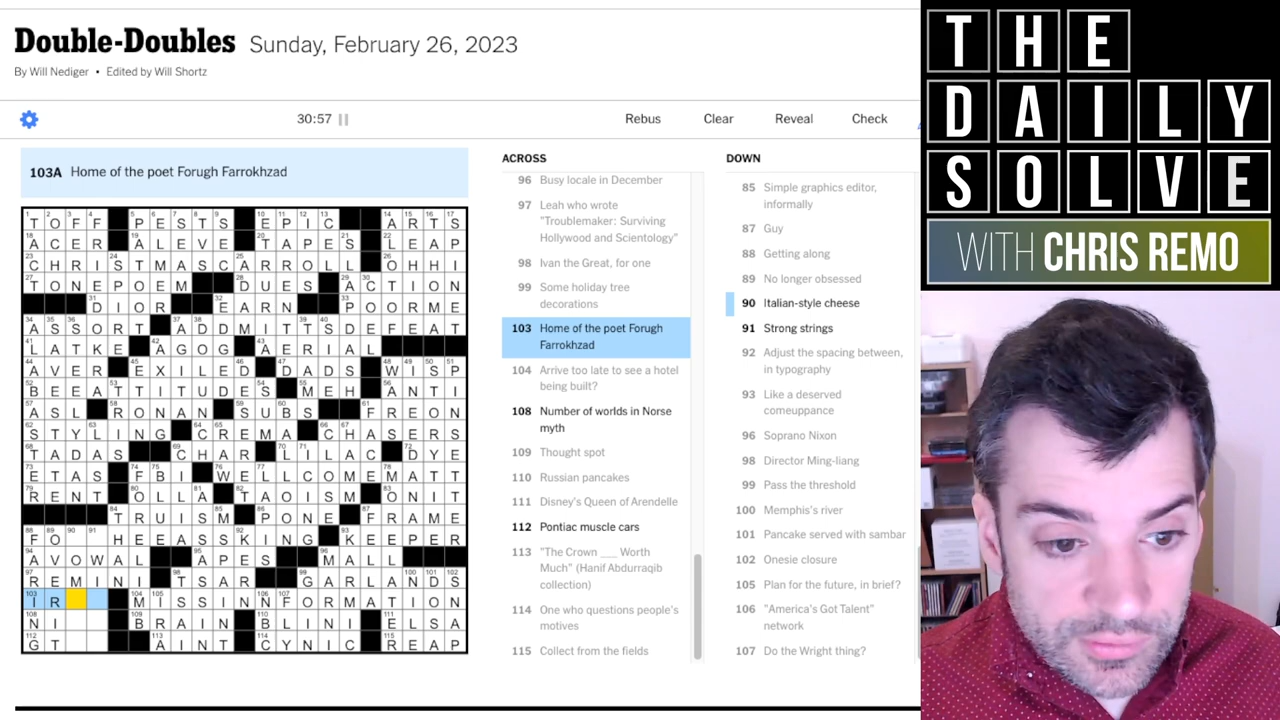 Double-Doubles Sunday, February 26, 2023
By Will Nediger • Edited by Will Shortz
30:57 Rebus Clear Reveal Check
103A Home of the poet Forugh Farrokhzad
T O F F P E S T S E P I C A R T S
A C E R A L E V E T A P E S L E A P
C H R I S T M A S C A R R O L L O H H I
T O N E P O E M D U E S A C T I O N
D I O R E A R N P O O R M E
A S S O R T A D D M I T T S D E F E A T
L A T K E A G O G A E R I A L
A V E R E X I L E D D A D S W I S P
B E E A T T I T U D E S M E H A N T I
A S L R O N A N S U B S F R E O N
S T Y L I N G C R E M A C H A S E R S
T A D A S C H A R L I L A C D Y E
E T A S F B I W E L L C O M E M A T T
R E N T O L L A T A O I S M O N I T
T R U I S M P O N E F R A M E
F O H E E A S S K I N G K E E P E R
A V O W A L A P E S M A L L
R E M I N I T S A R G A R L A N D S
I R M I S S I N N F O R M A T I O N
N I B R A I N B L I N I E L S A
G T A I N T C Y N I C R E A P
ACROSS
96 Busy locale in December
97 Leah who wrote
"Troublemaker: Surviving
Hollywood and Scientology"
98 Ivan the Great, for one
99 Some holiday tree
decorations
103 Home of the poet Forugh
Farrokhzad
104 Arrive too late to see a hotel
being built?
108 Number of worlds in Norse
myth
109 Thought spot
110 Russian pancakes
111 Disney's Queen of Arendelle
112 Pontiac muscle cars
113 "The Crown ___ Worth
Much" (Hanif Abdurraqib
collection)
114 One who questions people's
motives
115 Collect from the fields
DOWN
85 Simple graphics editor,
informally
87 Guy
88 Getting along
89 No longer obsessed
90 Italian-style cheese
91 Strong strings
92 Adjust the spacing between,
in typography
93 Like a deserved
comeuppance
96 Soprano Nixon
98 Director Ming-liang
99 Pass the threshold
100 Memphis's river
101 Pancake served with sambar
102 Onesie closure
105 Plan for the future, in brief?
106 "America's Got Talent"
network
107 Do the Wright thing?
THE
DAILY
SOLVE
WITH CHRIS REMO